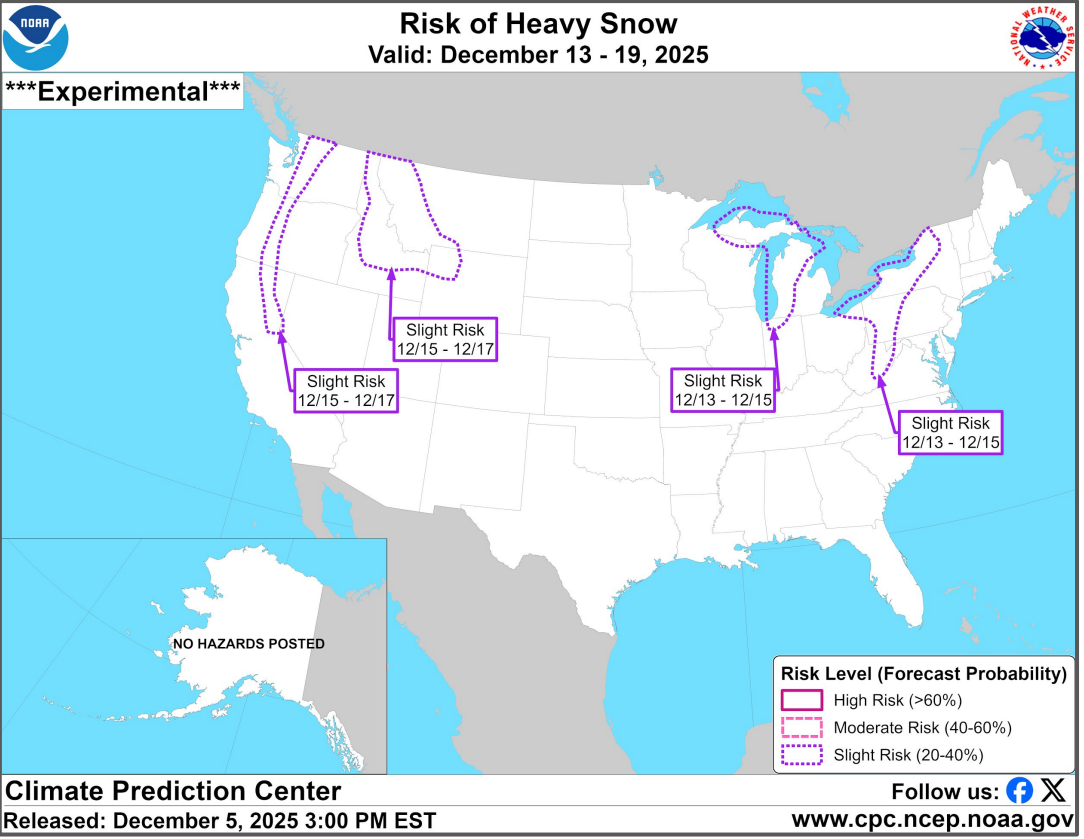 NOAA
Risk of Heavy Snow
Valid: December 13 - 19, 2025
NATIONAL WEATHER SERVICE
***Experimental***
Slight Risk
12/15 - 12/17
Slight Risk
12/15 - 12/17
Slight Risk
12/13 - 12/15
Slight Risk
12/13 - 12/15
NO HAZARDS POSTED
Risk Level (Forecast Probability)
High Risk (>60%)
Moderate Risk (40-60%)
Slight Risk (20-40%)
Climate Prediction Center
Follow us:
Released: December 5, 2025 3:00 PM EST
www.cpc.ncep.noaa.gov